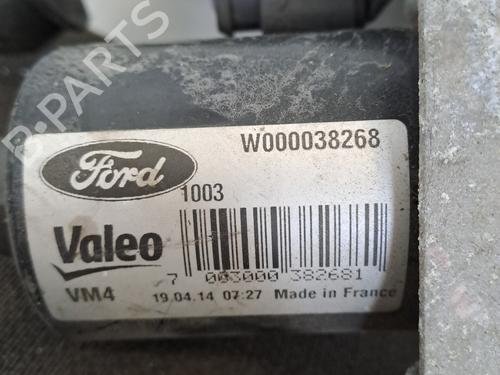 B-PARTS
W000038268
Ford
1003
Valeo
7 003000 382681
VM4
19.04.14 07:27 Made in France